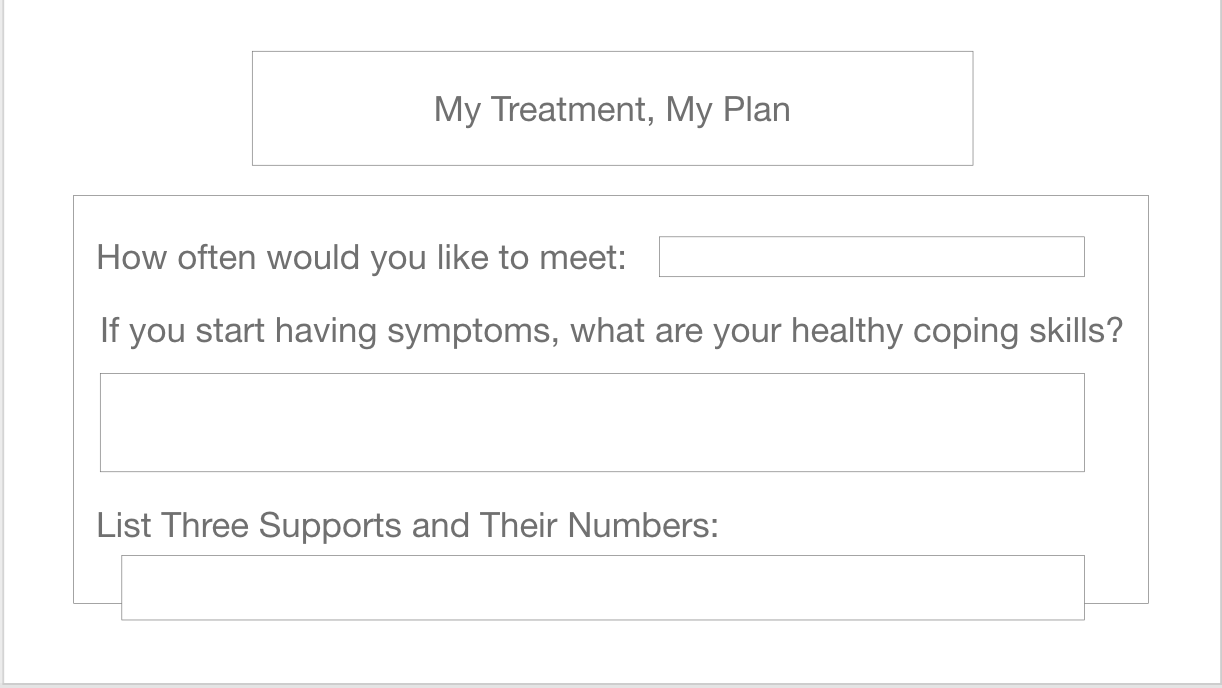 My Treatment, My Plan
How often would you like to meet:
If you start having symptoms, what are your healthy coping skills?
List Three Supports and Their Numbers: